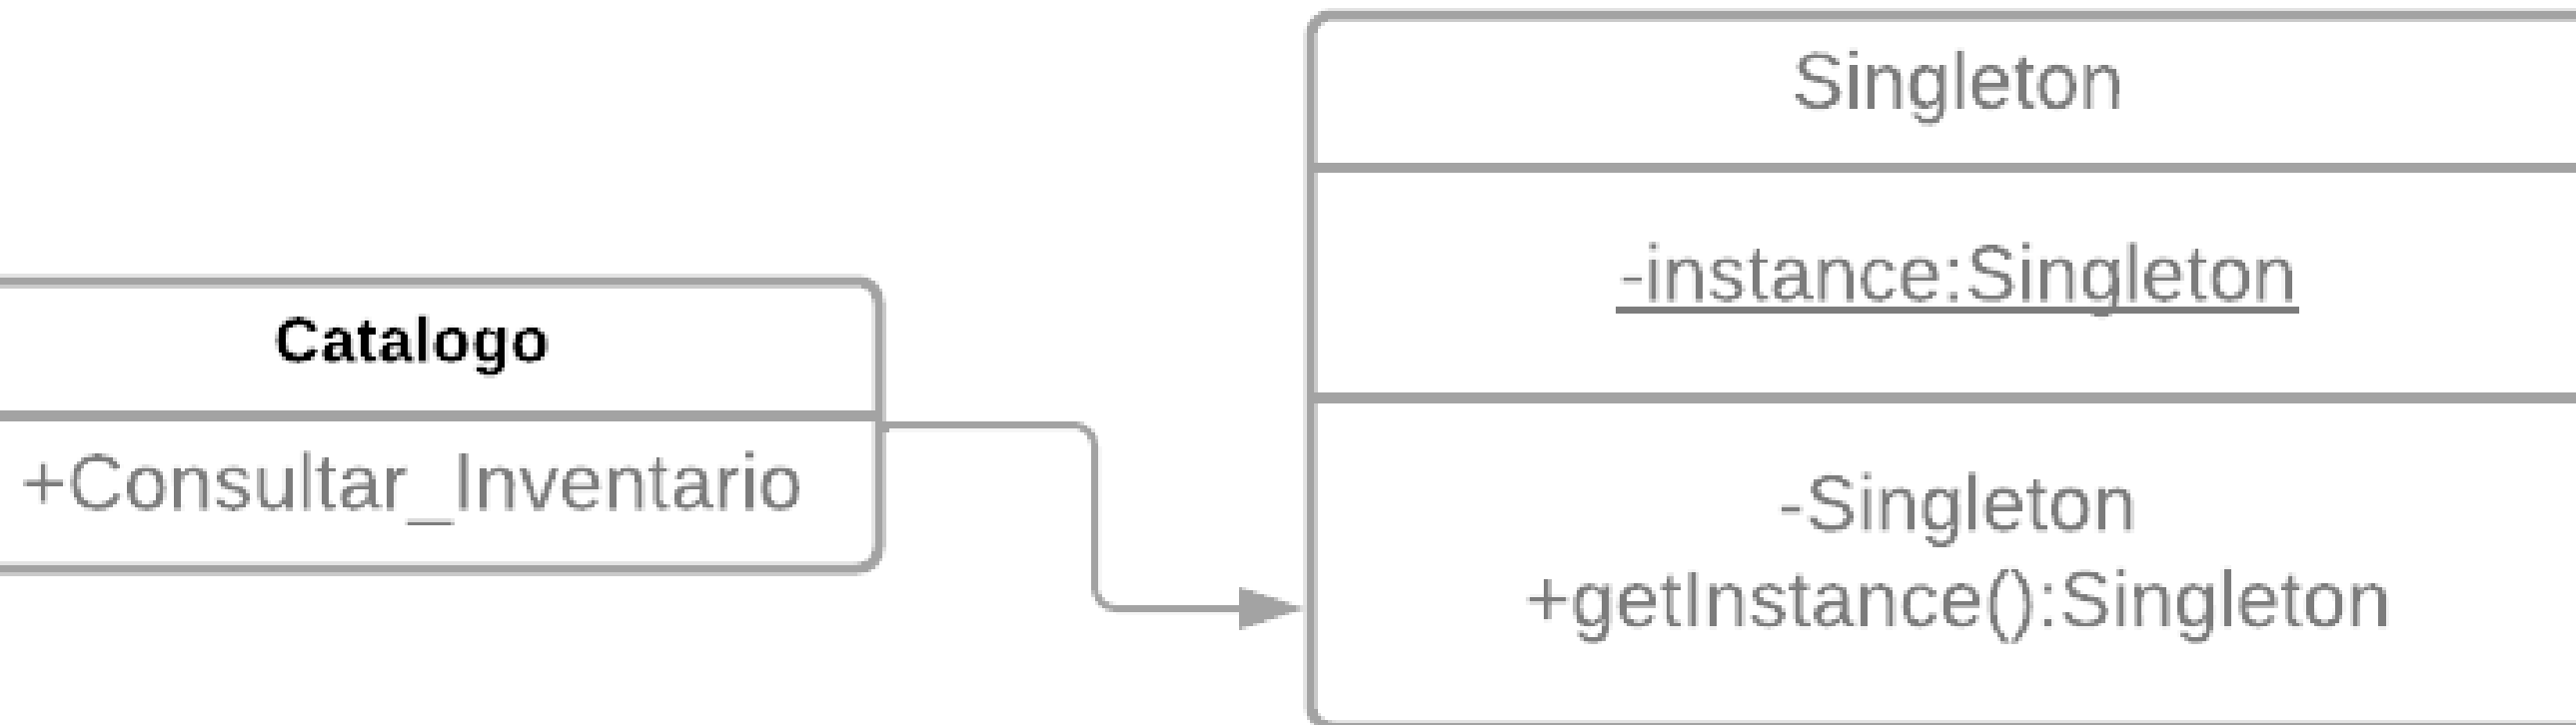 Catalogo
+Consultar_Inventario
Singleton
-instance:Singleton
-Singleton
+getInstance():Singleton